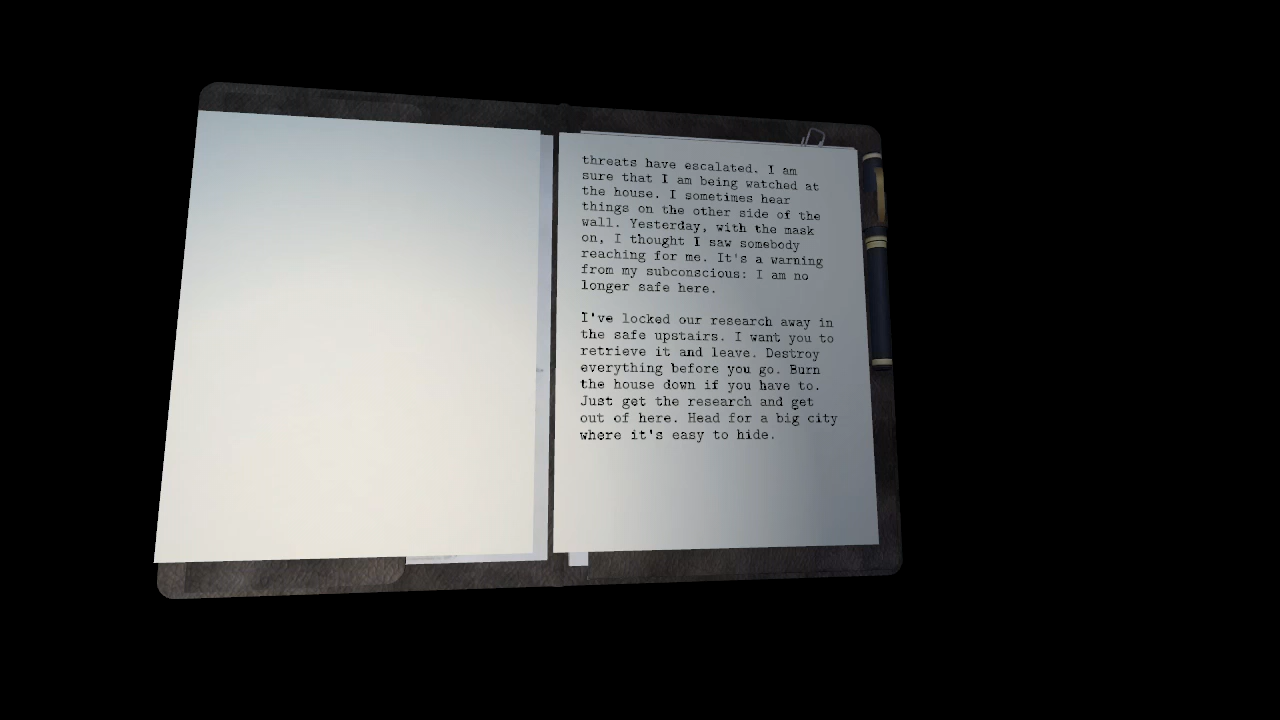 threats have escalated. I am
sure that I am being watched at
the house. I sometimes hear
things on the other side of the
wall. Yesterday, with the mask
on, I thought I saw somebody
reaching for me. It's a warning
from my subconscious: I am no
longer safe here.
I've locked our research away in
the safe upstairs. I want you to
retrieve it and leave. Destroy
everything before you go. Burn
the house down if you have to.
Just get the research and get
out of here. Head for a big city
where it's easy to hide.